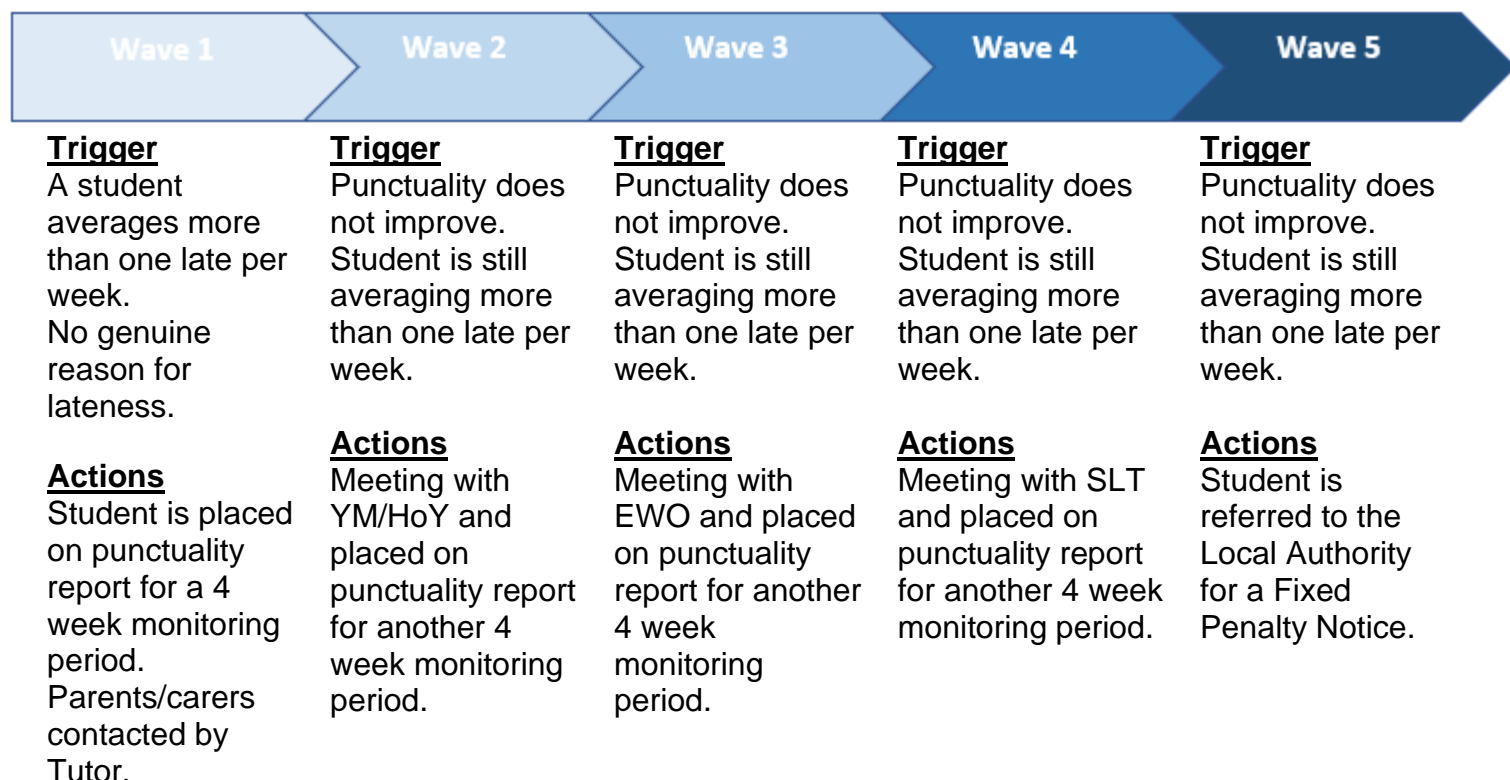 Wave 1
Wave 2
Wave 3
Wave 4
Wave 5
Trigger
A student
averages more
than one late per
week.
No genuine
reason for
lateness.
Actions
Student is placed
on punctuality
report for a 4
week monitoring
period.
Parents/carers
contacted by
Tutor.
Trigger
Punctuality does
not improve.
Student is still
averaging more
than one late per
week.
Actions
Meeting with
YM/HoY and
placed on
punctuality report
for another 4
week monitoring
period.
Trigger
Punctuality does
not improve.
Student is still
averaging more
than one late per
week.
Actions
Meeting with
EWO and placed
on punctuality
report for another
4 week
monitoring
period.
Trigger
Punctuality does
not improve.
Student is still
averaging more
than one late per
week.
Actions
Meeting with SLT
and placed on
punctuality report
for another 4 week
monitoring period.
Trigger
Punctuality does
not improve.
Student is still
averaging more
than one late per
week.
Actions
Student is
referred to the
Local Authority
for a Fixed
Penalty Notice.